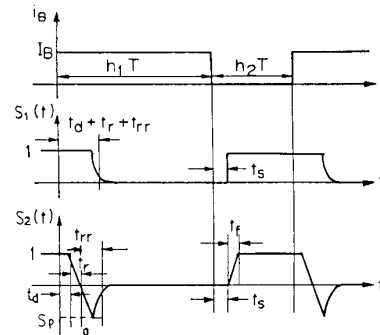 i_B
I_B
h_1T h_2T
t
S_1(t)
t_d + t_r + t_rr
1
t_s
t
S_2(t)
t_rr
t_f
1
t_r
t_d
t
t_s
S_P